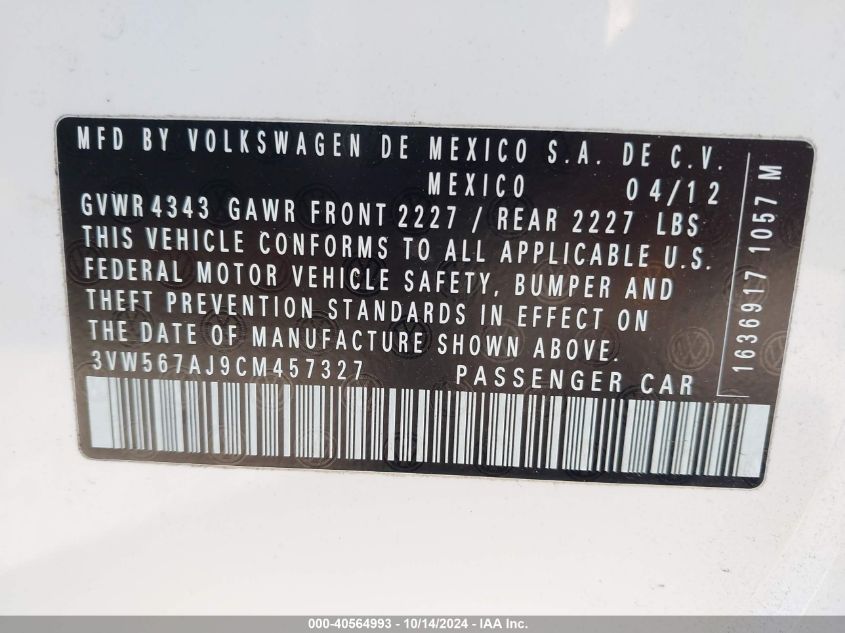 MFD BY VOLKSWAGEN DE MEXICO S.A. DE C.V.
MEXICO 04/12
GVWR 4343 GAWR FRONT 2227 / REAR 2227 LBS
THIS VEHICLE CONFORMS TO ALL APPLICABLE U.S.
FEDERAL MOTOR VEHICLE SAFETY, BUMPER AND
THEFT PREVENTION STANDARDS IN EFFECT ON
THE DATE OF MANUFACTURE SHOWN ABOVE.
3VW567AJ9CM457327 PASSENGER CAR
1636917 1057 M
000-40564993 - 10/14/2024 - IAA Inc.